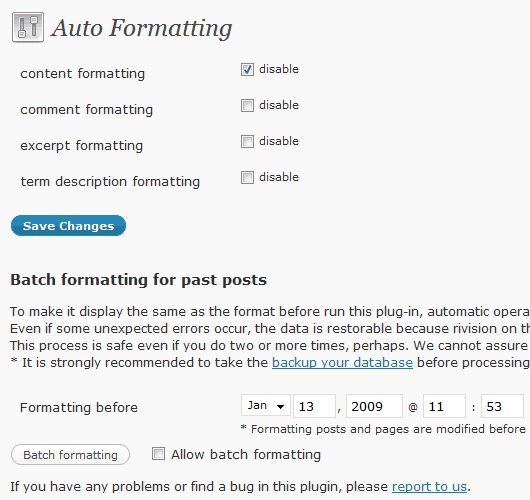 Auto Formatting
content formatting disable
comment formatting disable
excerpt formatting disable
term description formatting disable
Save Changes
Batch formatting for past posts
To make it display the same as the format before run this plug-in, automatic opera
Even if some unexpected errors occur, the data is restorable because rivision on th
This process is safe even if you do two or more times, perhaps. We cannot assure
* It is strongly recommended to take the backup your database before processing
Formatting before Jan 13 , 2009 @ 11 : 53
* Formatting posts and pages are modified before
Batch formatting Allow batch formatting
If you have any problems or find a bug in this plugin, please report to us.